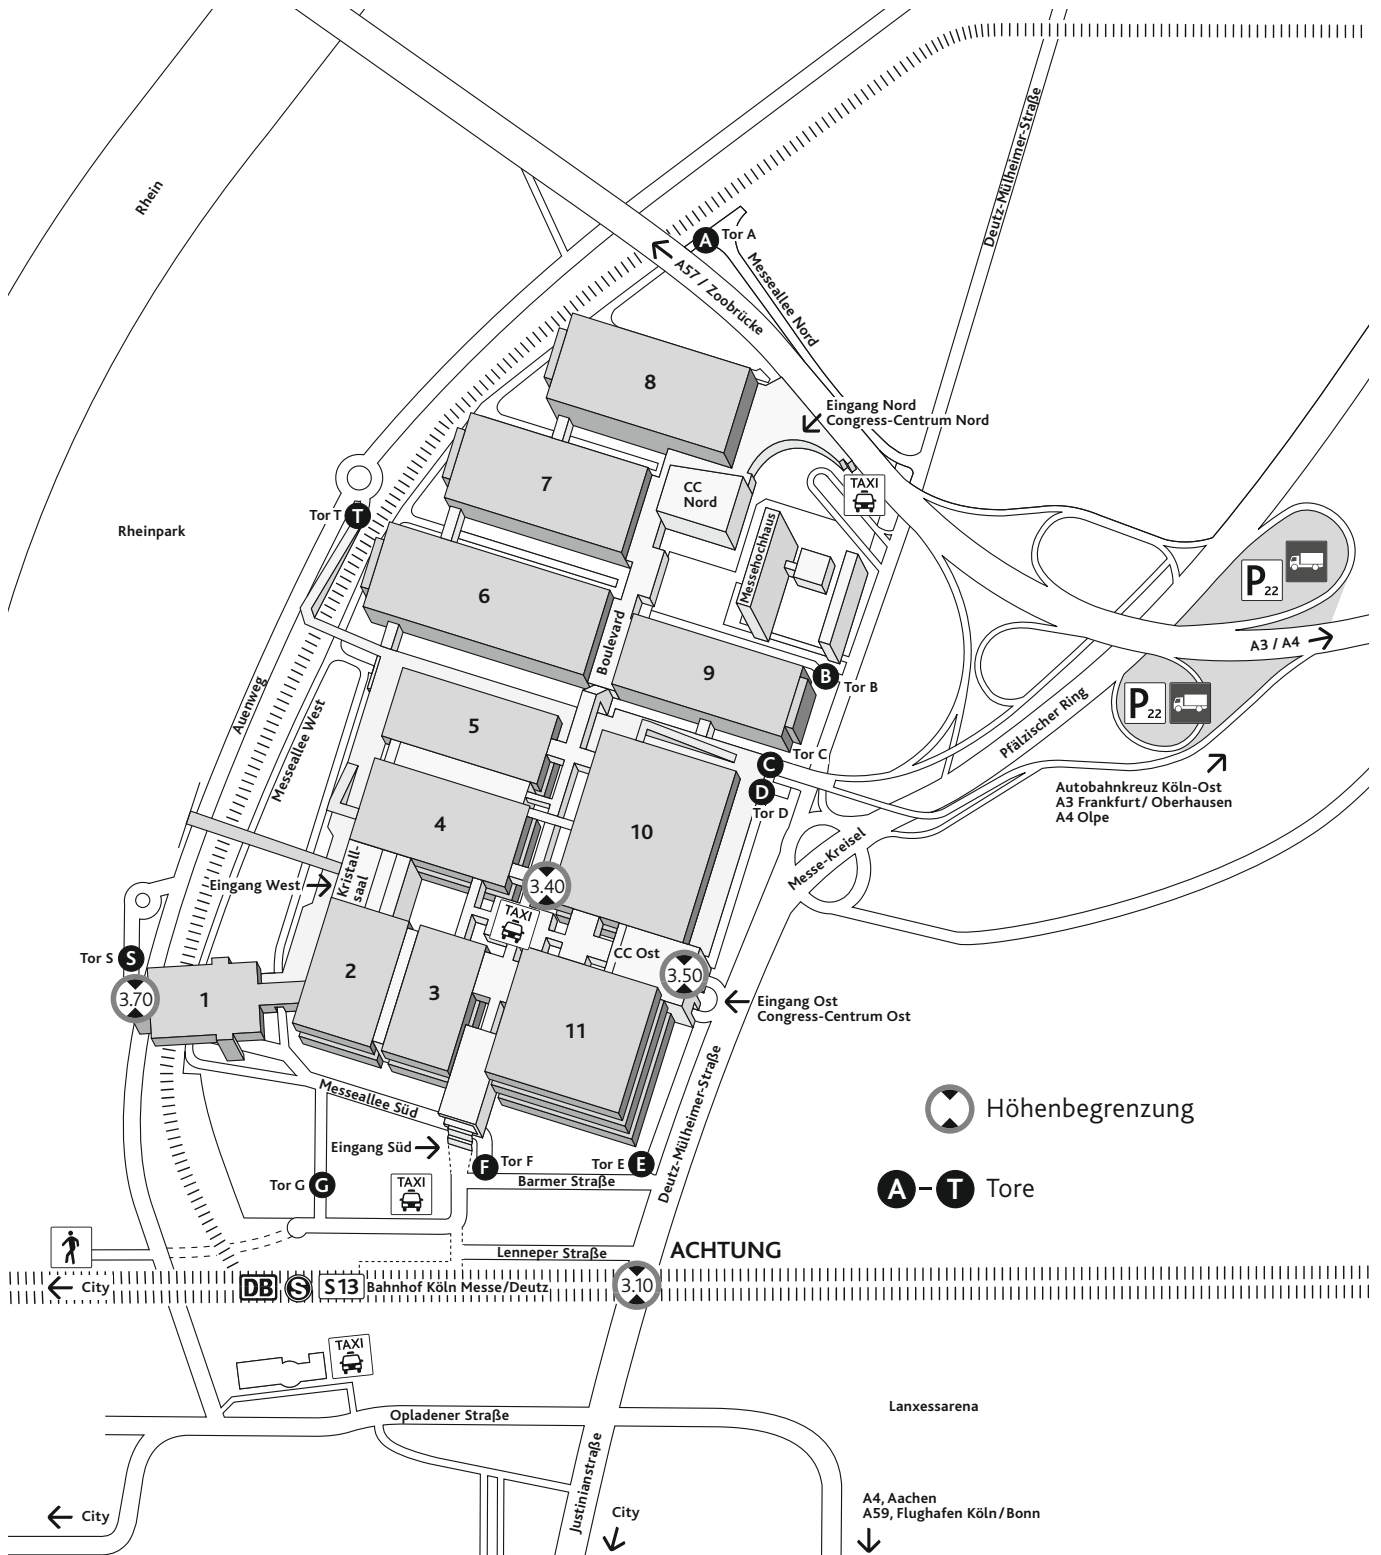 Deutz-Mülheimer-Straße
Rhein
A
Tor A
A57 / Zoobrücke
Messeallee Nord
8
Eingang Nord
Congress-Centrum Nord
7
CC
Nord
TAXI
Tor T
T
Rheinpark
Messehochhaus
P
22
6
Boulevard
A3 / A4
9
B
Tor B
P
22
Auenweg
Messeallee West
5
Pfälzischer Ring
C
Tor C
D
Tor D
Autobahnkreuz Köln-Ost
A3 Frankfurt / Oberhausen
A4 Olpe
4
10
Messe-Kreisel
Kristall-
saal
Eingang West
3.40
TAXI
Tor S
S
CC Ost
3.50
3.70
1
2
3
11
Eingang Ost
Congress-Centrum Ost
Messeallee Süd
Deutz-Mülheimer-Straße
Höhenbegrenzung
Eingang Süd
F
Tor F
Tor E
E
Tor G
G
TAXI
Barmer Straße
A
–
T
Tore
Lenneper Straße
ACHTUNG
City
DB
S
S13
Bahnhof Köln Messe/Deutz
3.10
TAXI
Opladener Straße
Lanxessarena
Justinianstraße
City
City
A4, Aachen
A59, Flughafen Köln/Bonn